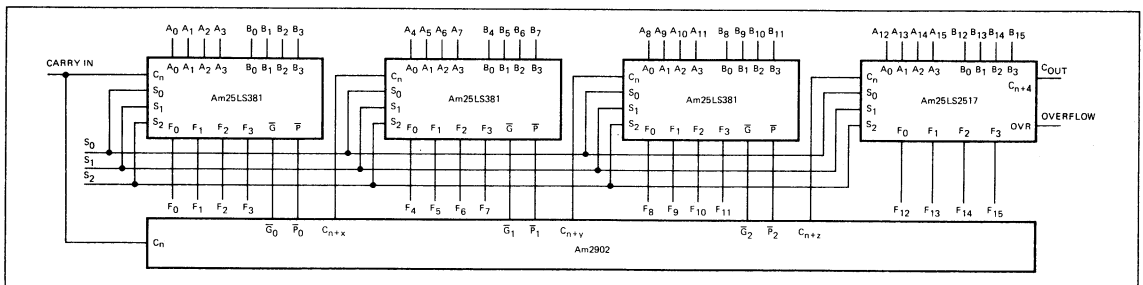 A0 A1 A2 A3 B0 B1 B2 B3 A4 A5 A6 A7 B4 B5 B6 B7 A8 A9 A10 A11 B8 B9 B10 B11 A12 A13 A14 A15 B12 B13 B14 B15
CARRY IN
A0 A1 A2 A3 B0 B1 B2 B3
Cn
S0
S1
S2
Am25LS381
F0 F1 F2 F3 G̅ P̅
A0 A1 A2 A3 B0 B1 B2 B3
Cn
S0
S1
S2
Am25LS381
F0 F1 F2 F3 G̅ P̅
A0 A1 A2 A3 B0 B1 B2 B3
Cn
S0
S1
S2
Am25LS381
F0 F1 F2 F3 G̅ P̅
A0 A1 A2 A3 B0 B1 B2 B3
Cn
S0
S1
S2
Cn+4
Am25LS2517
F0 F1 F2 F3 OVR
COUT
OVERFLOW
S0
S1
S2
F0 F1 F2 F3 F4 F5 F6 F7 F8 F9 F10 F11 F12 F13 F14 F15
Cn G̅0 P̅0 Cn+x G̅1 P̅1 Cn+y G̅2 P̅2 Cn+z
Am2902